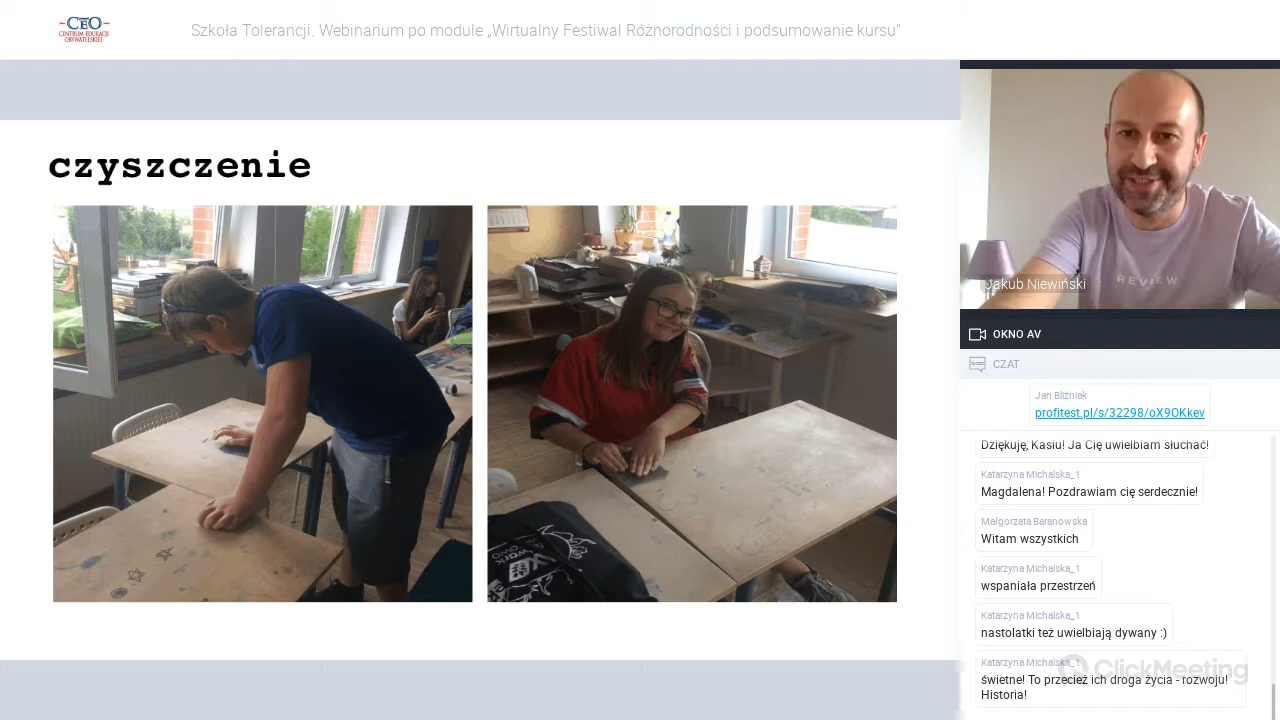 CEO
CENTRUM EDUKACJI
OBYWATELSKIEJ
Szkoła Tolerancji. Webinarium po module „Wirtualny Festiwal Różnorodności i podsumowanie kursu”
czyszczenie
REVIEW
Jakub Niewiński
OKNO AV
CZAT
Jan Bliźniak
profitest.pl/s/32298/oX9OKkev
Dziękuję, Kasiu! Ja Cię uwielbiam słuchać!
Katarzyna Michalska_1
Magdalena! Pozdrawiam cię serdecznie!
Małgorzata Baranowska
Witam wszystkich
Katarzyna Michalska_1
wspaniała przestrzeń
Katarzyna Michalska_1
nastolatki też uwielbiają dywany :)
Katarzyna Michalska_1
świetne! To przecież ich droga życia - rozwoju!
Historia!
ClickMeeting